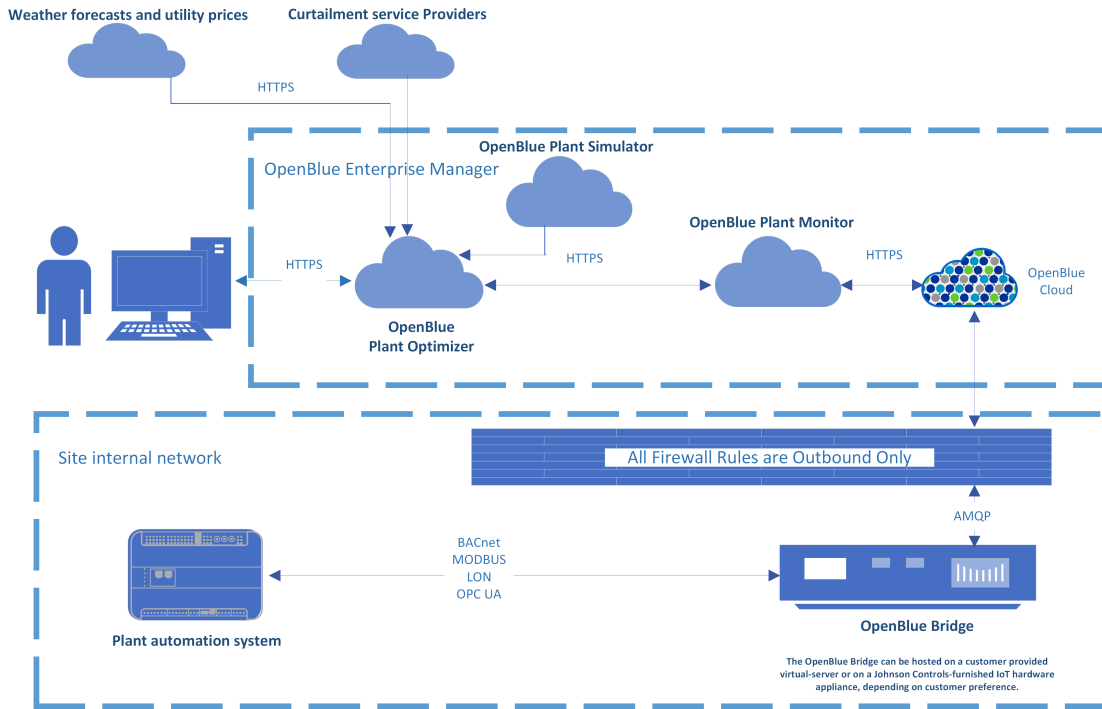 Weather forecasts and utility prices
Curtailment service Providers
HTTPS
OpenBlue Plant Simulator
OpenBlue Enterprise Manager
OpenBlue Plant Monitor
HTTPS
HTTPS
HTTPS
OpenBlue
Cloud
OpenBlue
Plant Optimizer
Site internal network
All Firewall Rules are Outbound Only
AMQP
BACnet
MODBUS
LON
OPC UA
Plant automation system
OpenBlue Bridge
The OpenBlue Bridge can be hosted on a customer provided
virtual-server or on a Johnson Controls-furnished IoT hardware
appliance, depending on customer preference.